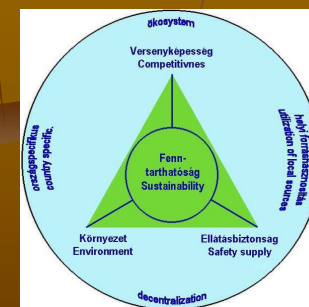 ökosystem
Versenyképesség
Competitivnes
országspecifikus
country specific.
helyi forráshasznosítás
utilization of local sources
Fenn-
tarthatóság
Sustainability
Környezet
Environment
Ellátásbiztonság
Safety supply
decentralization